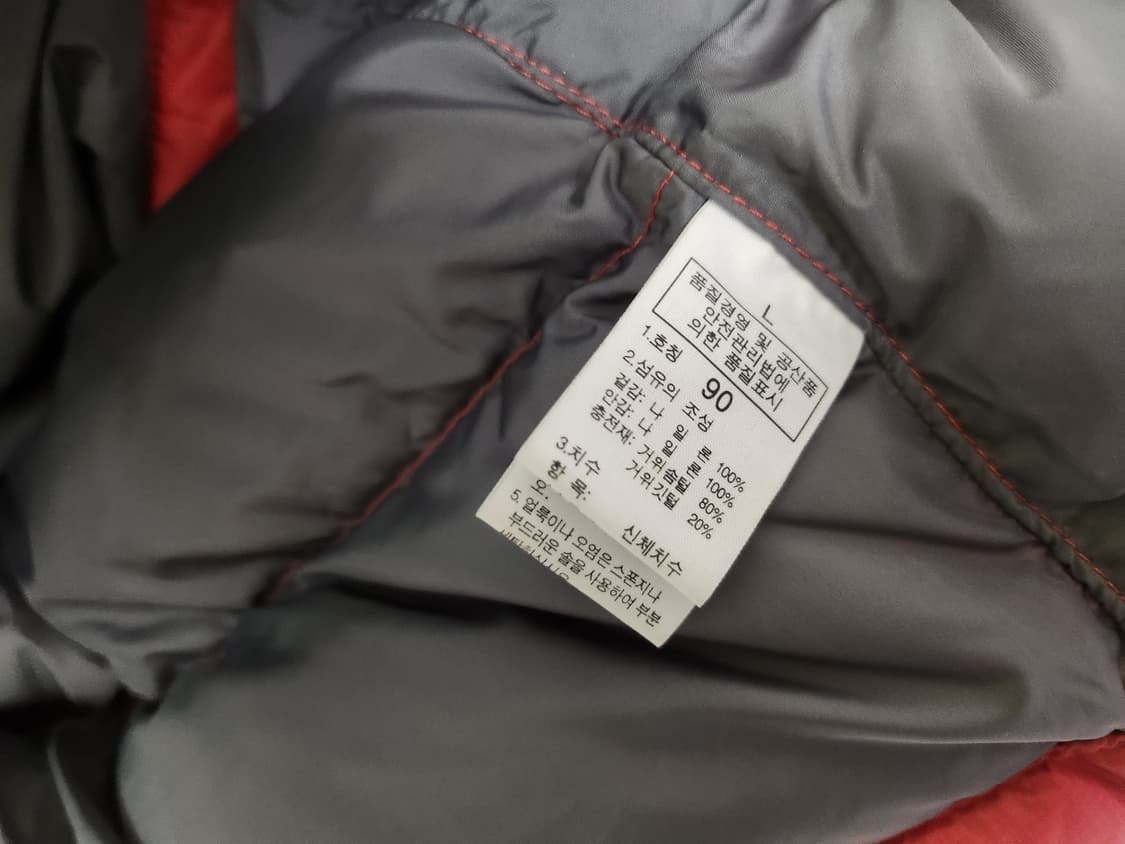 L
품질경영 및 공산품
안전관리법에
의한 품질표시
1.호칭 90
2.섬유의 조성
겉감: 나 일 론 100%
안감: 나 일 론 100%
충전재: 거위솜털 80%
거위깃털 20%
3.치수
항 목: 신체치수
5. 얼룩이나 오염은 스폰지나
부드러운 솔을 사용하여 부분